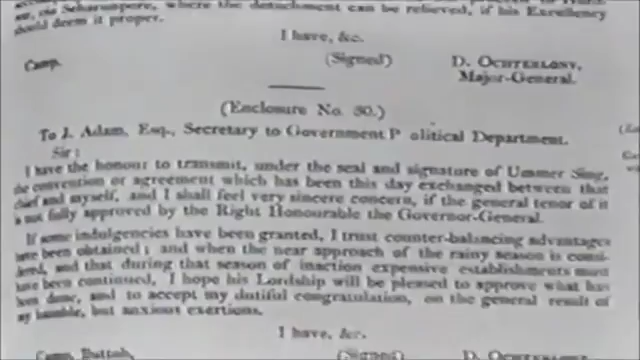 Seharunpore, where the detachment can be relieved, if his Excellency
should deem it proper.
I have, &c.
Camp, (Signed) D. OCHTERLONY,
Major-General.
(Enclosure No. 30.)
To J. Adam, Esq., Secretary to Government P olitical Department.
Sir:
I have the honour to transmit, under the seal and signature of Ummer Sing,
the convention or agreement which has been this day exchanged between that
chief and myself, and I shall feel very sincere concern, if the general tenor of it
is not fully approved by the Right Honourable the Governor-General.
If some indulgencies have been granted, I trust counter-balancing advantages
have been obtained; and when the near approach of the rainy season is consi-
dered, and that during that season of inaction expensive establishments must
have been continued, I hope his Lordship will be pleased to approve what has
been done, and to accept my dutiful congratulation, on the general result of
my humble, but anxious exertions.
I have, &c.
Camp, (Signed) D. OCHTERLONY,